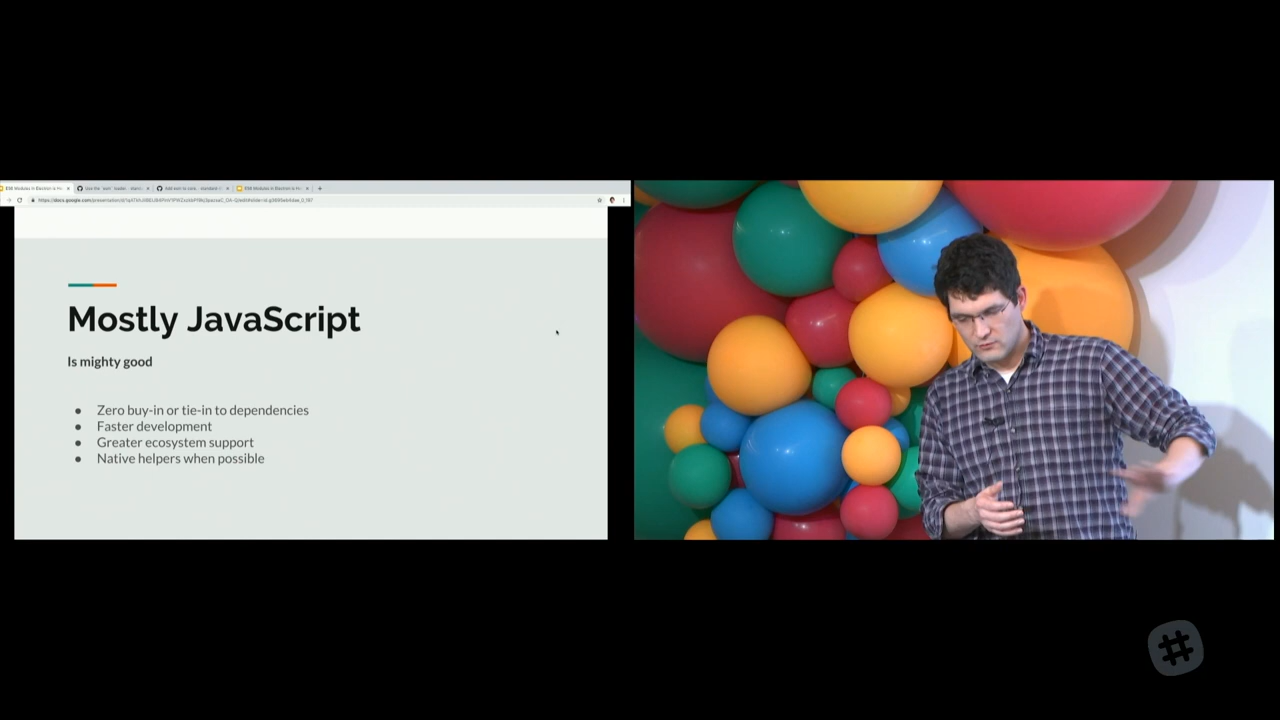 Mostly JavaScript
Is mighty good
● Zero buy-in or tie-in to dependencies
● Faster development
● Greater ecosystem support
● Native helpers when possible